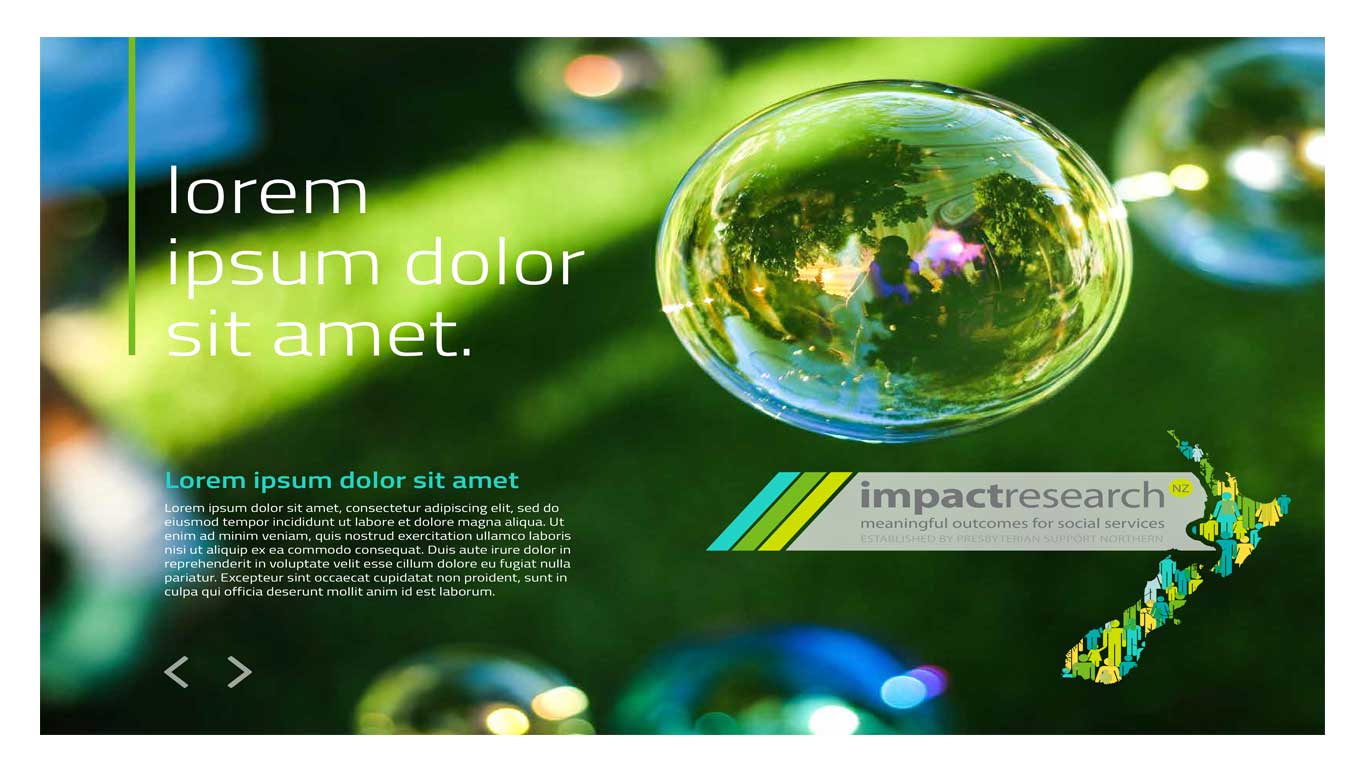 lorem
ipsum dolor
sit amet.
Lorem ipsum dolor sit amet
Lorem ipsum dolor sit amet, consectetur adipiscing elit, sed do
eiusmod tempor incididunt ut labore et dolore magna aliqua. Ut
enim ad minim veniam, quis nostrud exercitation ullamco laboris
nisi ut aliquip ex ea commodo consequat. Duis aute irure dolor in
reprehenderit in voluptate velit esse cillum dolore eu fugiat nulla
pariatur. Excepteur sint occaecat cupidatat non proident, sunt in
culpa qui officia deserunt mollit anim id est laborum.
impactresearch NZ
meaningful outcomes for social services
ESTABLISHED BY PRESBYTERIAN SUPPORT NORTHERN